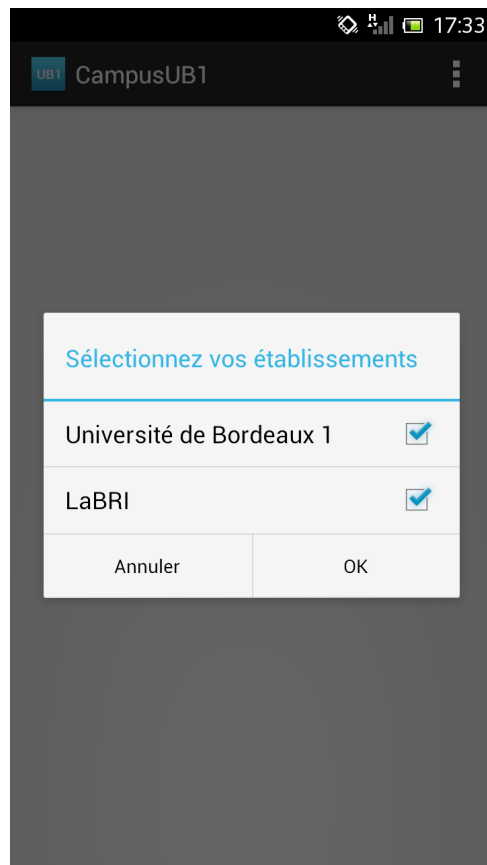 H 17:33
UB1 CampusUB1
Sélectionnez vos établissements
Université de Bordeaux 1
LaBRI
Annuler OK